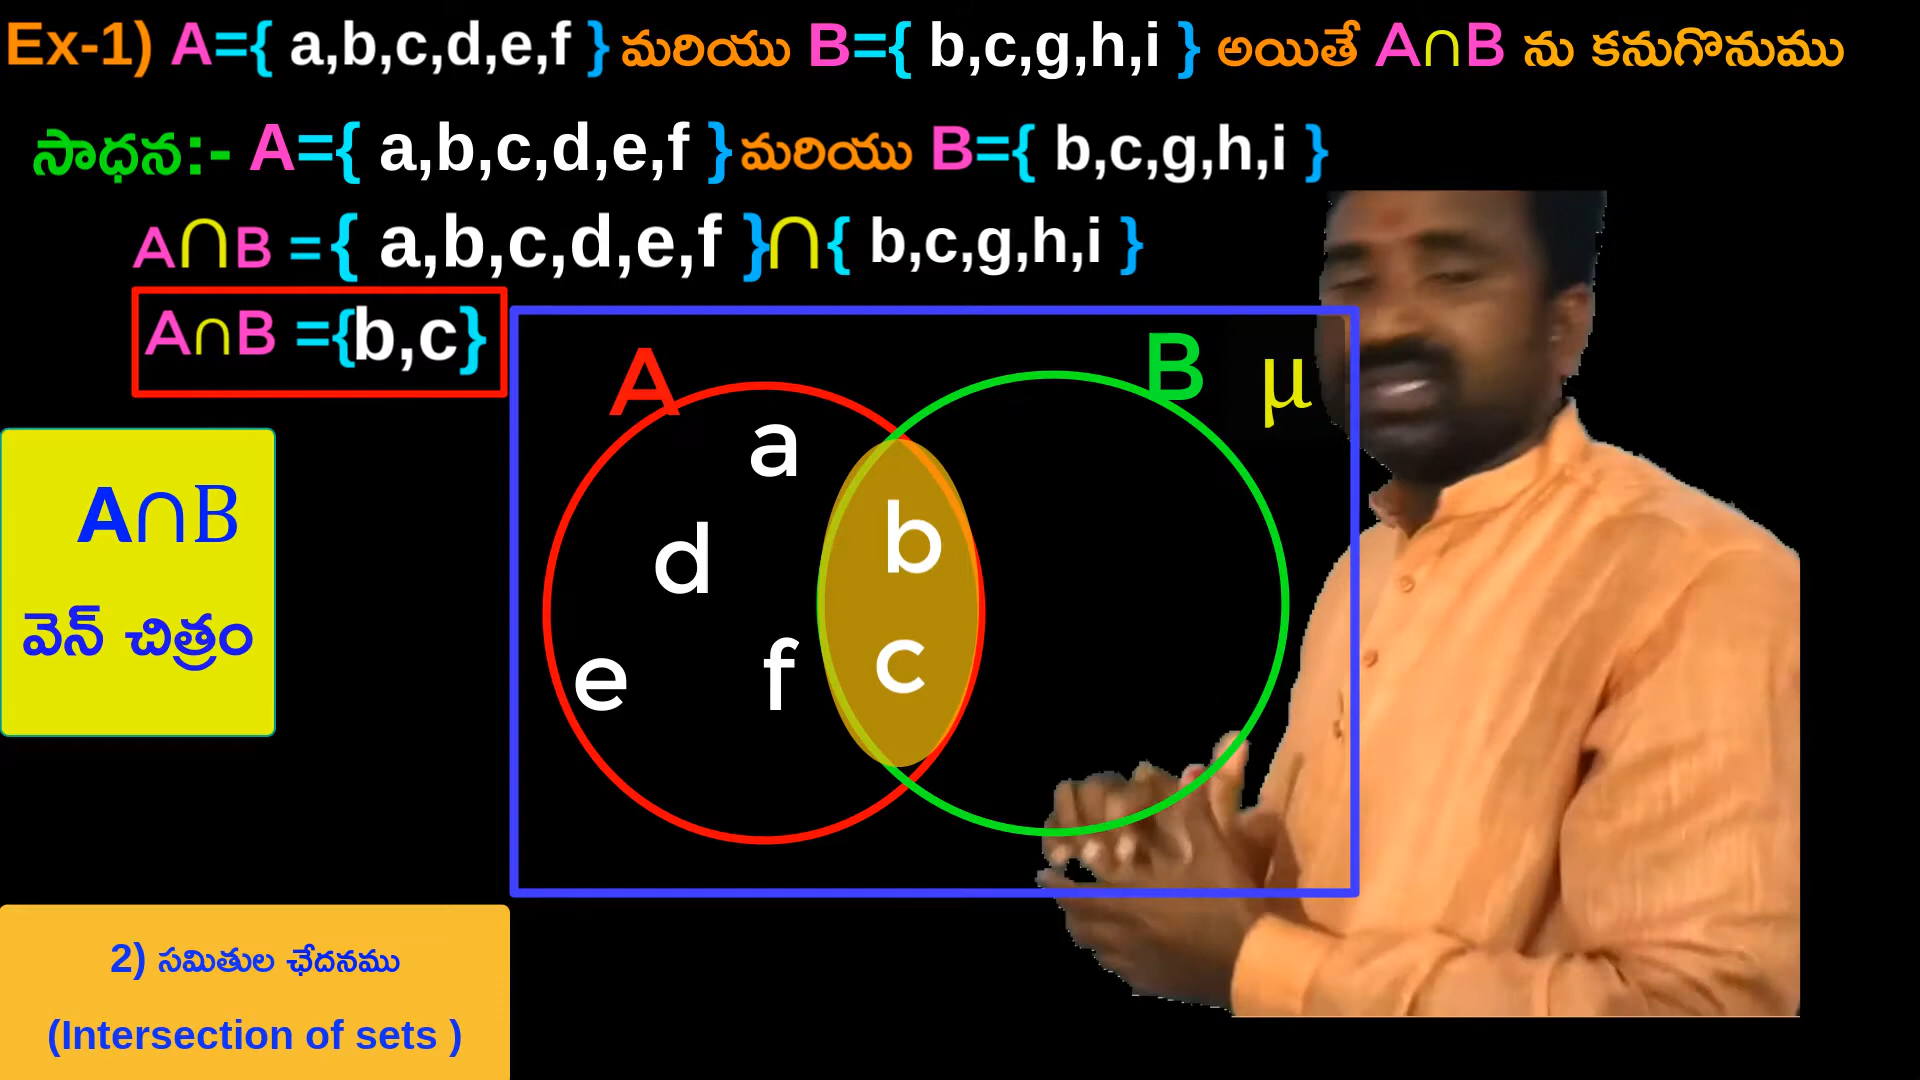 Ex-1) A={ a,b,c,d,e,f } మరియు B={ b,c,g,h,i } అయితే A∩B ను కనుగొనుము
సాధన:- A={ a,b,c,d,e,f } మరియు B={ b,c,g,h,i }
A∩B = { a,b,c,d,e,f }∩{ b,c,g,h,i }
A∩B ={b,c}
A B µ
a
d b
e f c
A∩B
వెన్ చిత్రం
2) సమితుల ఛేదనము
(Intersection of sets )